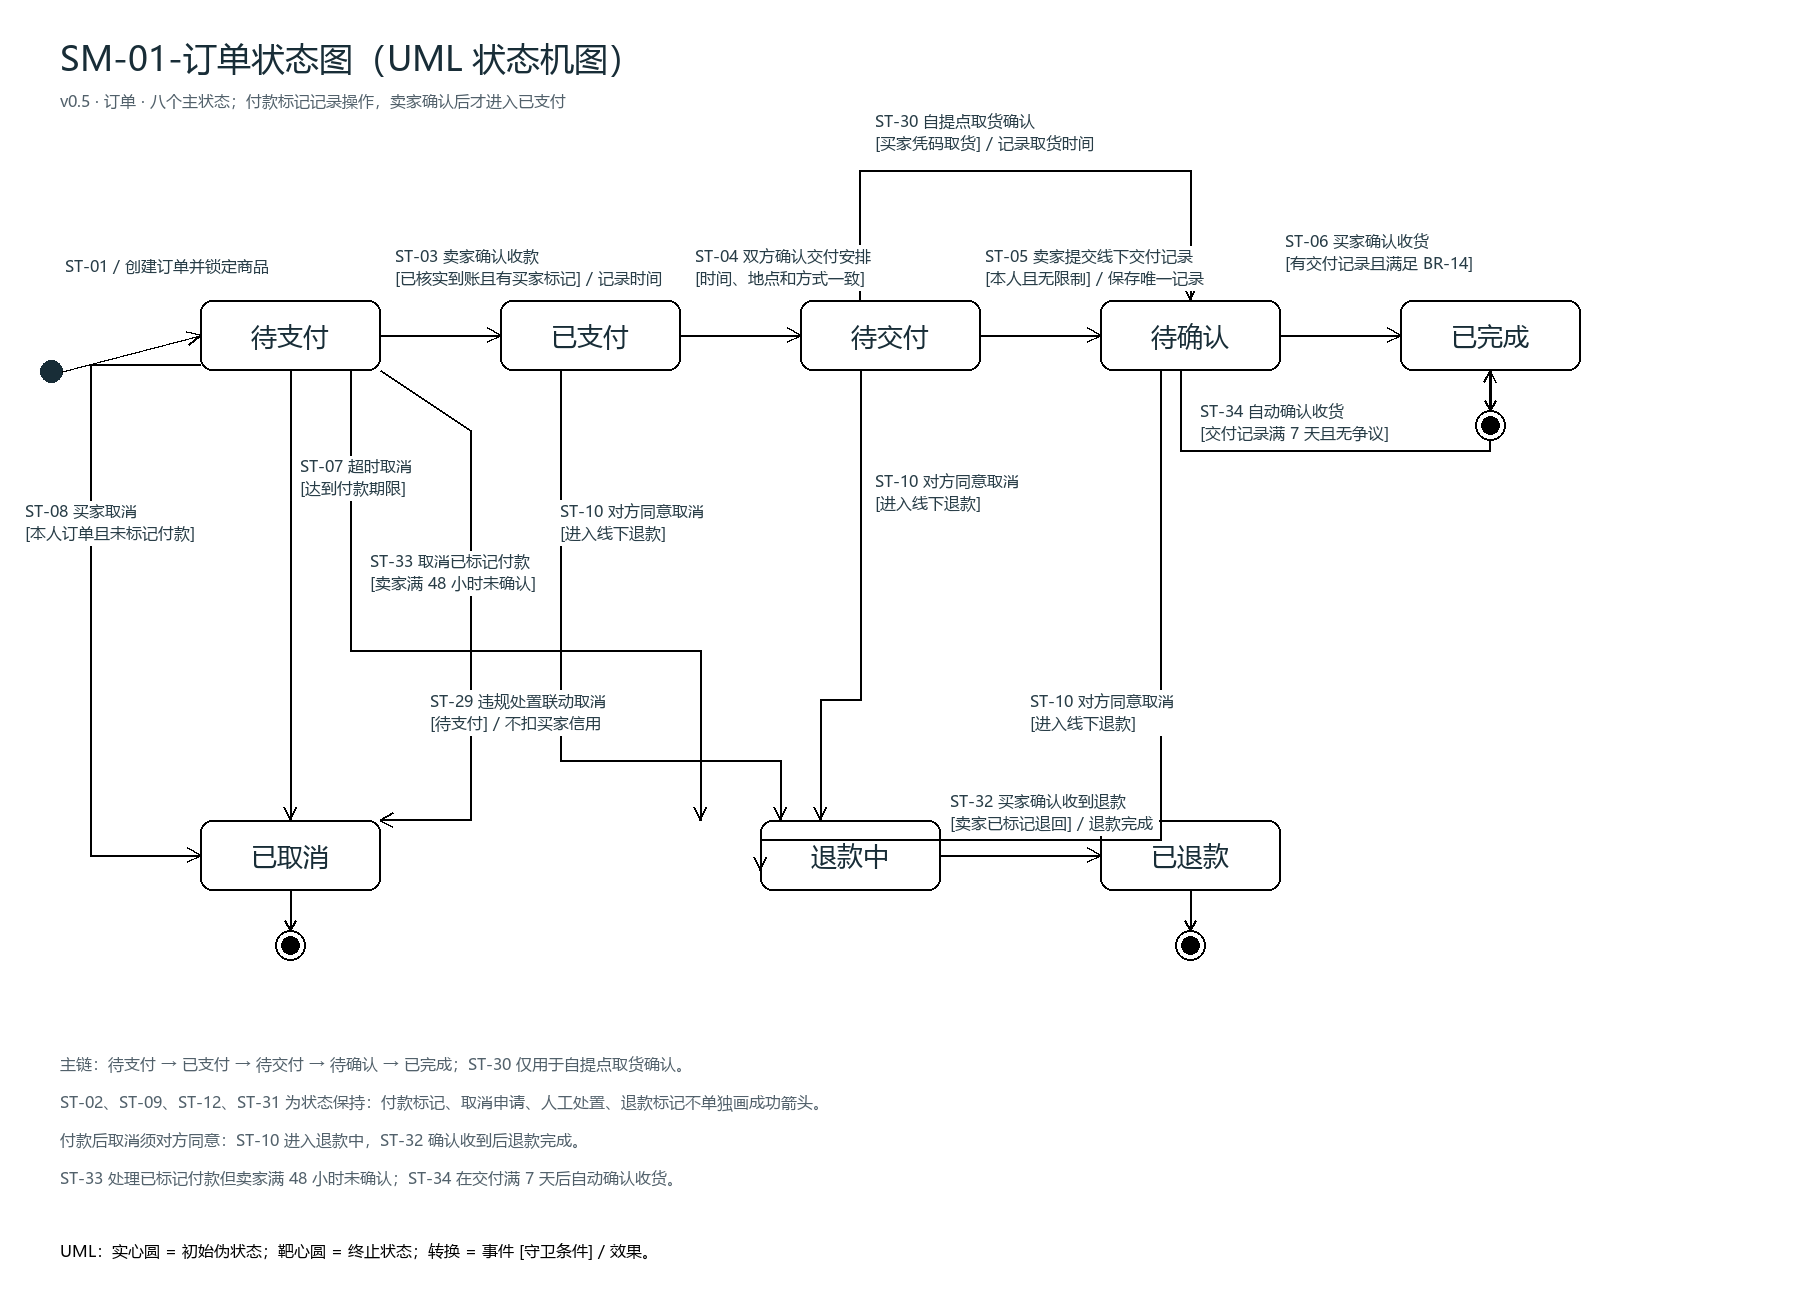 SM-01-订单状态图（UML 状态机图）
v0.5 · 订单 · 八个主状态；付款标记记录操作，卖家确认后才进入已支付
ST-30 自提点取货确认
[买家凭码取货] / 记录取货时间
ST-01 / 创建订单并锁定商品
ST-03 卖家确认收款
[已核实到账且有买家标记] / 记录时间
ST-04 双方确认交付安排
[时间、地点和方式一致]
ST-05 卖家提交线下交付记录
[本人且无限制] / 保存唯一记录
ST-06 买家确认收货
[有交付记录且满足 BR-14]
待支付
已支付
待交付
待确认
已完成
ST-34 自动确认收货
[交付记录满 7 天且无争议]
ST-07 超时取消
[达到付款期限]
ST-08 买家取消
[本人订单且未标记付款]
ST-10 对方同意取消
[进入线下退款]
ST-10 对方同意取消
[进入线下退款]
ST-33 取消已标记付款
[卖家满 48 小时未确认]
ST-29 违规处置联动取消
[待支付] / 不扣买家信用
ST-10 对方同意取消
[进入线下退款]
ST-32 买家确认收到退款
[卖家已标记退回] / 退款完成
已取消
退款中
已退款
主链：待支付 → 已支付 → 待交付 → 待确认 → 已完成；ST-30 仅用于自提点取货确认。
ST-02、ST-09、ST-12、ST-31 为状态保持：付款标记、取消申请、人工处置、退款标记不单独画成功箭头。
付款后取消须对方同意：ST-10 进入退款中，ST-32 确认收到后退款完成。
ST-33 处理已标记付款但卖家满 48 小时未确认；ST-34 在交付满 7 天后自动确认收货。
UML：实心圆 = 初始伪状态；靶心圆 = 终止状态；转换 = 事件 [守卫条件] / 效果。